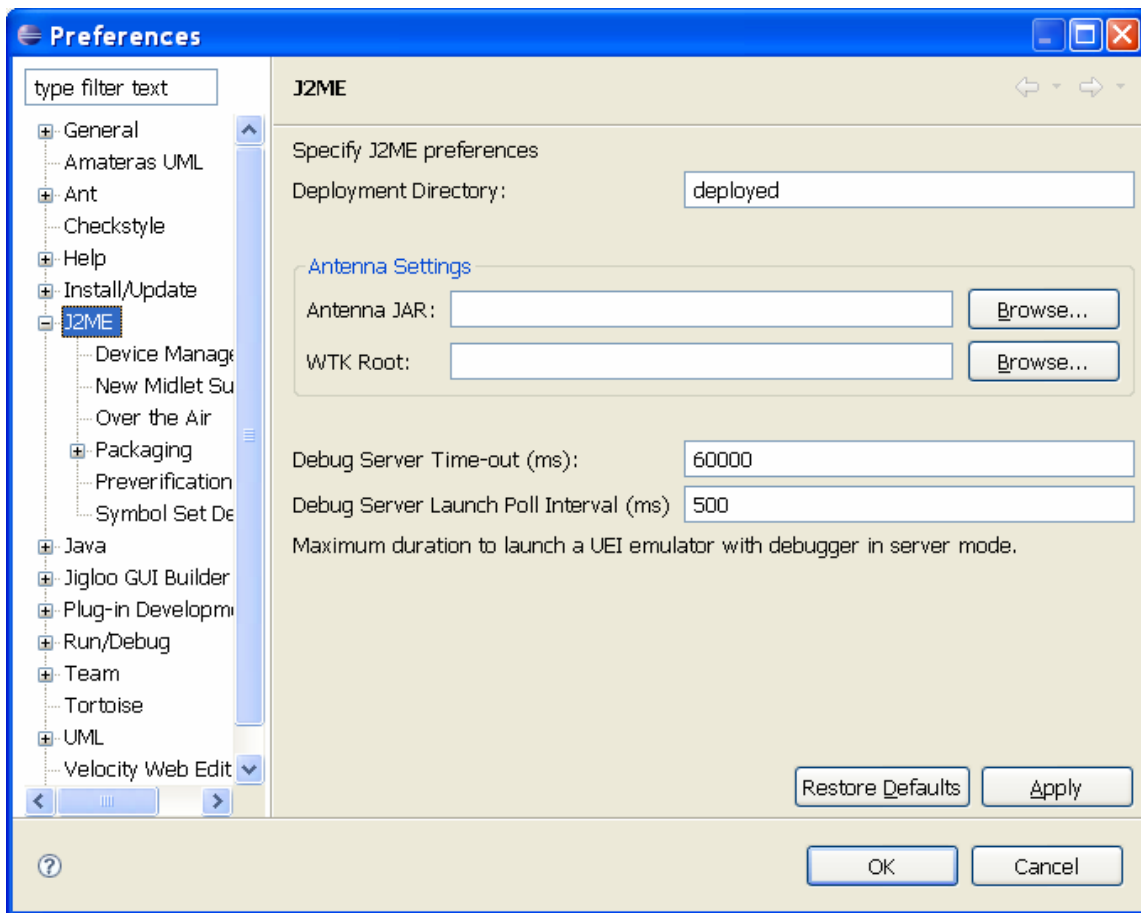 Preferences
type filter text
General
Amateras UML
Ant
Checkstyle
Help
Install/Update
J2ME
Device Manage
New Midlet Su
Over the Air
Packaging
Preverification
Symbol Set De
Java
Jigloo GUI Builder
Plug-in Developm
Run/Debug
Team
Tortoise
UML
Velocity Web Edit
J2ME
Specify J2ME preferences
Deployment Directory: deployed
Antenna Settings
Antenna JAR: Browse...
WTK Root: Browse...
Debug Server Time-out (ms): 60000
Debug Server Launch Poll Interval (ms) 500
Maximum duration to launch a UEI emulator with debugger in server mode.
Restore Defaults Apply
? OK Cancel